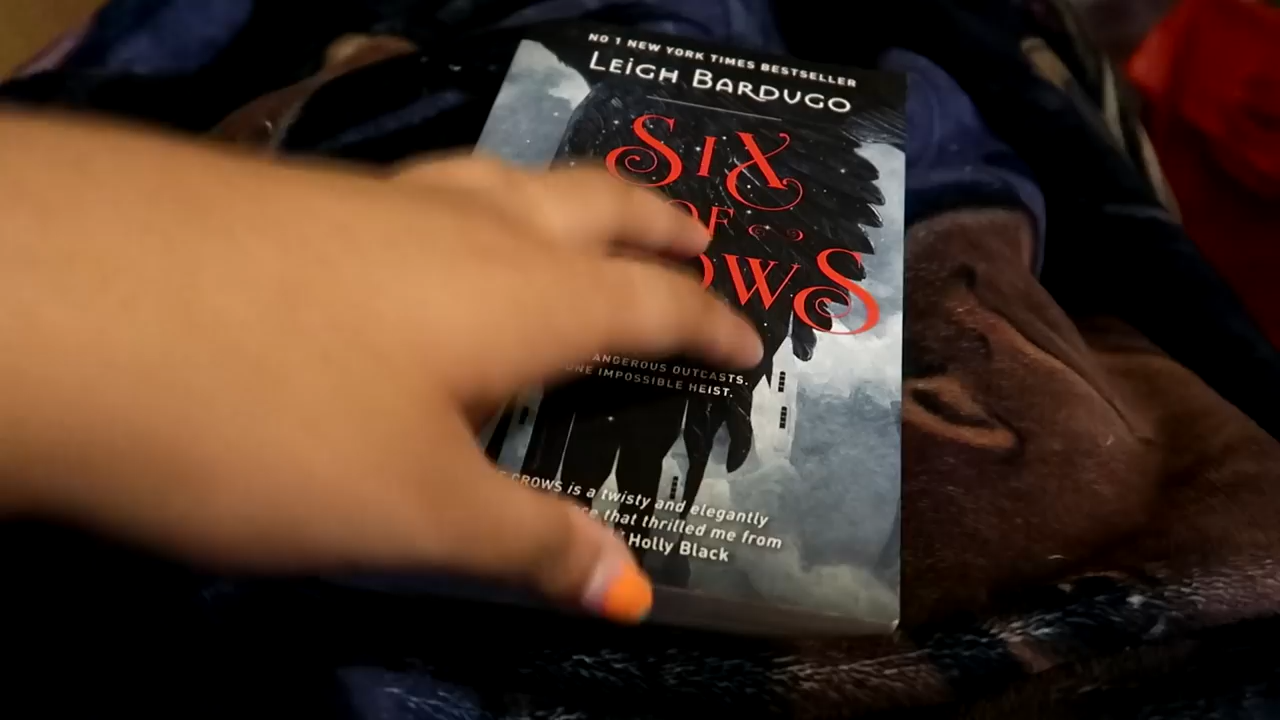 NO 1 NEW YORK TIMES BESTSELLER
LEIGH BARDUGO
SIX
OF
OWS
ANGEROUS OUTCASTS.
ONE IMPOSSIBLE HEIST.
CROWS is a twisty and elegantly
that thrilled me from
Holly Black